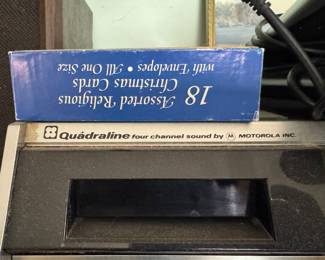 18 Assorted Religious
Christmas Cards
with Envelopes • All One Size
Quadraline four channel sound by M MOTOROLA INC.